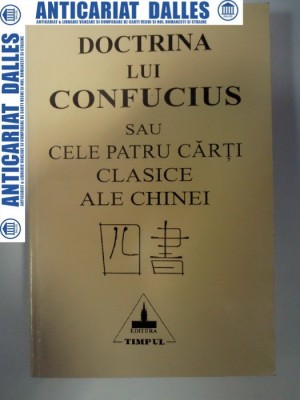 ANTICARIAT DALLES
ANTICARIAT DALLES
DOCTRINA
LUI
CONFUCIUS
SAU
CELE PATRU CĂRȚI
CLASICE
ALE CHINEI
四書
EDITURA
TIMPUL